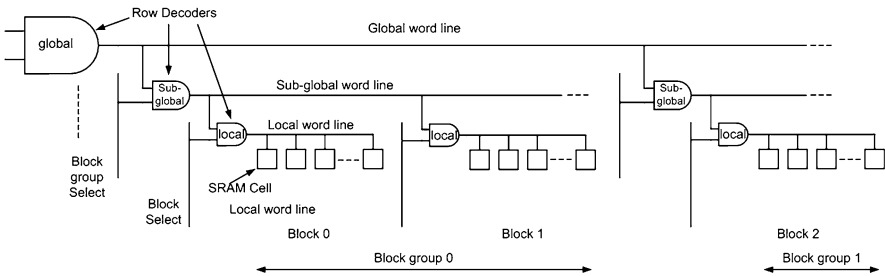 Row Decoders
global
Global word line
Sub-
global
Sub-global word line
Sub-
global
local
Local word line
local
local
Block
group
Select
SRAM Cell
Block
Select
Local word line
Block 0
Block 1
Block 2
Block group 0
Block group 1